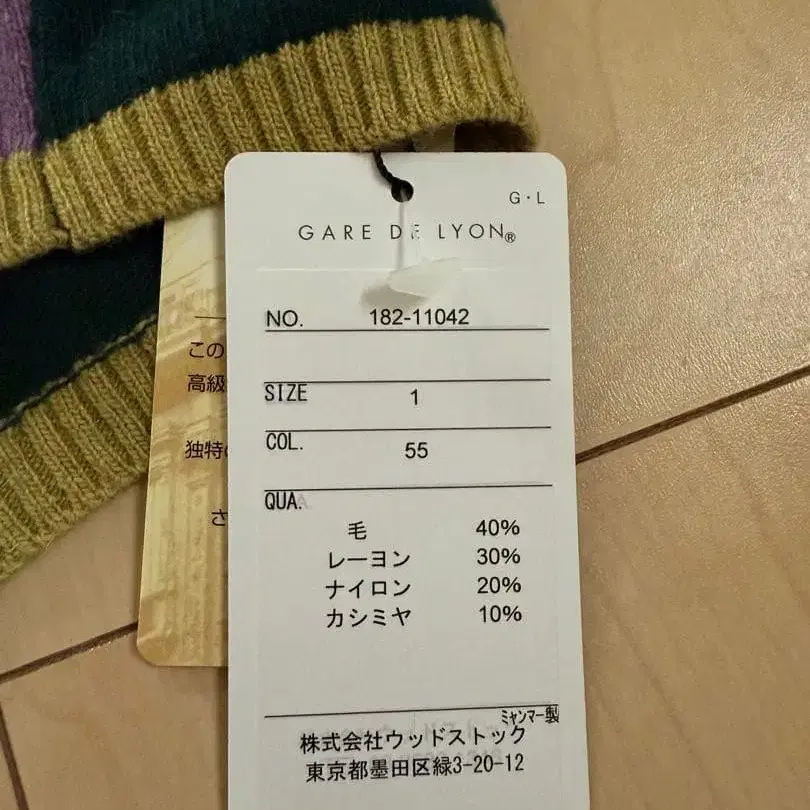 G・L
GARE DE LYON®
NO. 182-11042
SIZE 1
COL. 55
QUA.
毛 40%
レーヨン 30%
ナイロン 20%
カシミヤ 10%
ミャンマー製
株式会社ウッドストック
東京都墨田区緑3-20-12
この
高級
独特の
さ